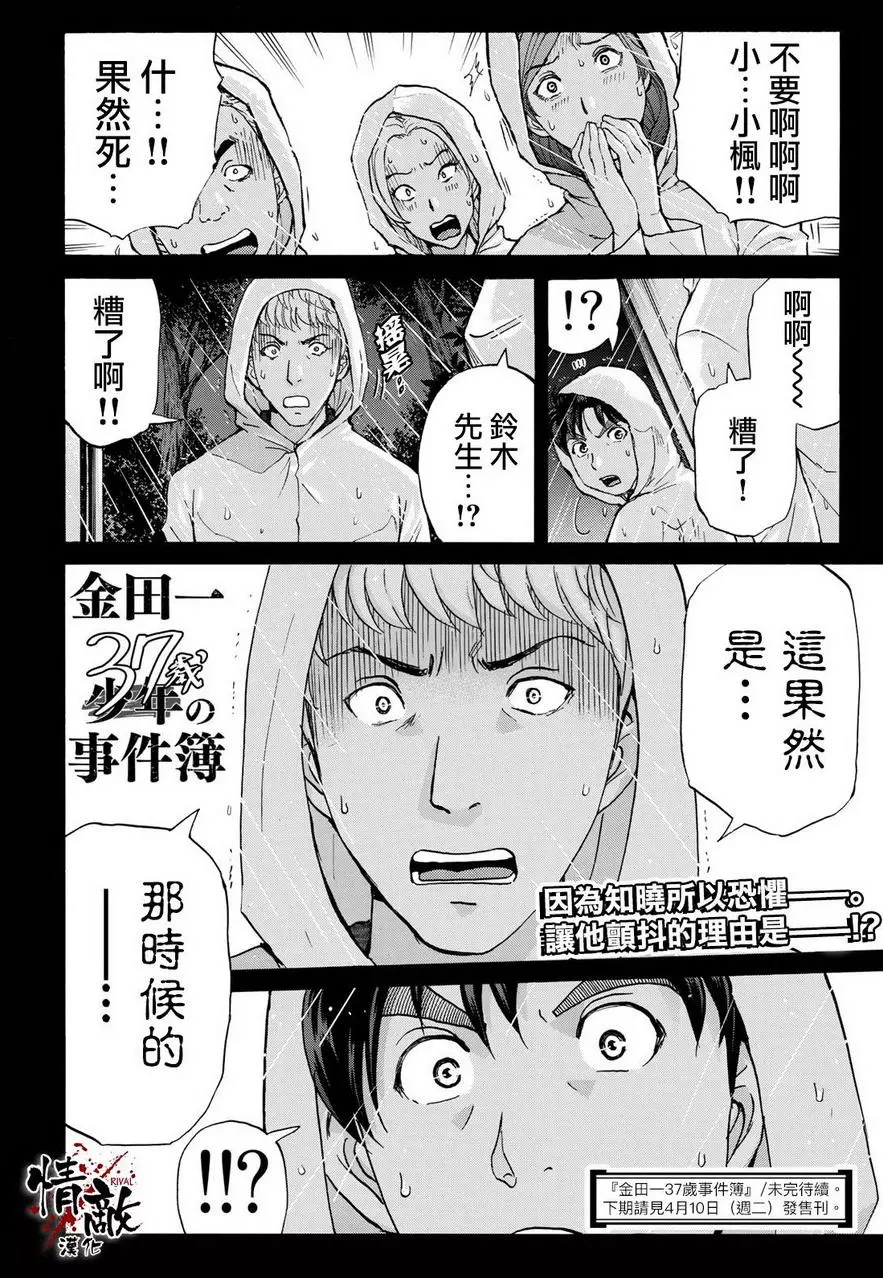 不要啊啊啊
小…小楓!!
什…!!
果然死…
啊啊〜〜
糟了!
!?
鈴木
先生…!?
搖晃
糟了啊!!
這果然
是…
金田一
37歲
少年の
事件簿
因為知曉所以恐懼——。
讓他顫抖的理由是——!?
那時候的
——…
!!?
『金田一37歲事件簿』/未完待續。
下期請見4月10日（週二）發售刊。
情敵
RIVAL
漢化